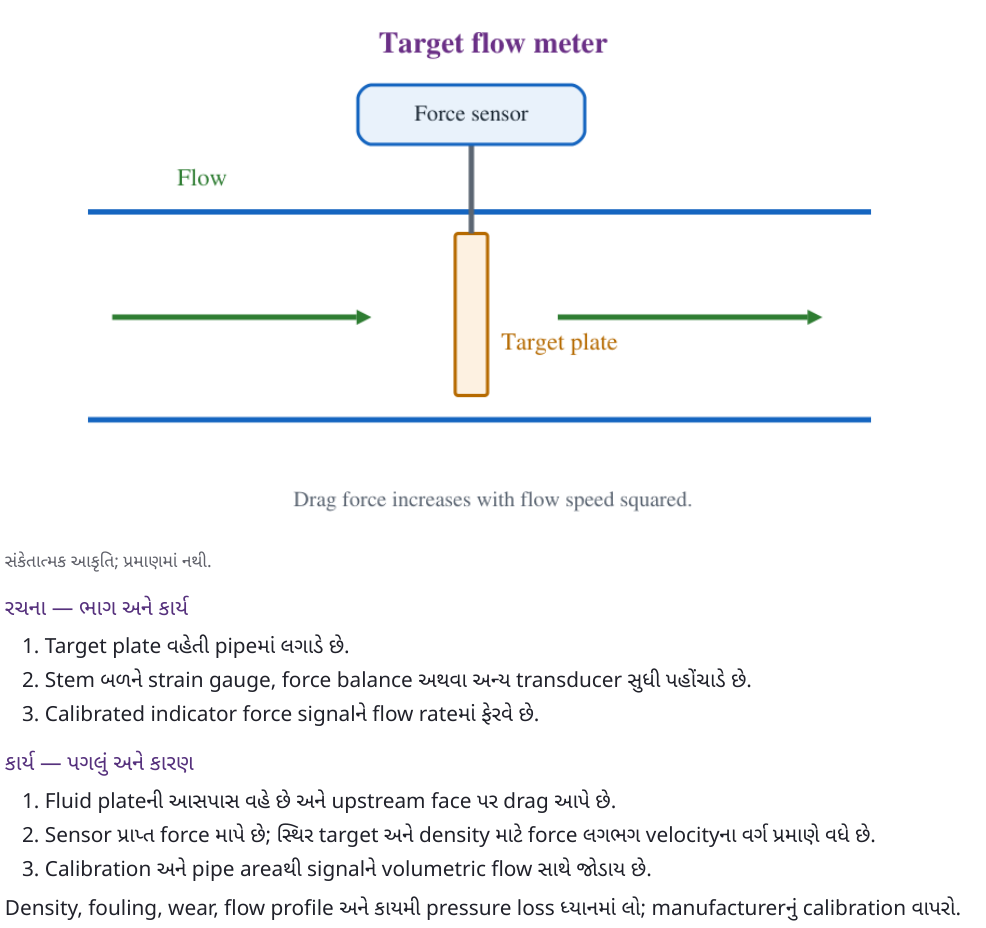 Target flow meter
Force sensor
Flow
Target plate
Drag force increases with flow speed squared.
સંકેતાત્મક આકૃતિ; પ્રમાણમાં નથી.
રચના — ભાગ અને કાર્ય
1. Target plate વહેતી pipeમાં લગાડે છે.
2. Stem બળને strain gauge, force balance અથવા અન્ય transducer સુધી પહોંચાડે છે.
3. Calibrated indicator force signalને flow rateમાં ફેરવે છે.
કાર્ય — પગલું અને કારણ
1. Fluid plateની આસપાસ વહે છે અને upstream face પર drag આપે છે.
2. Sensor પ્રાપ્ત force માપે છે; સ્થિર target અને density માટે force લગભગ velocityના વર્ગ પ્રમાણે વધે છે.
3. Calibration અને pipe areaથી signalને volumetric flow સાથે જોડાય છે.
Density, fouling, wear, flow profile અને કાયમી pressure loss ધ્યાનમાં લો; manufacturerનું calibration વાપરો.